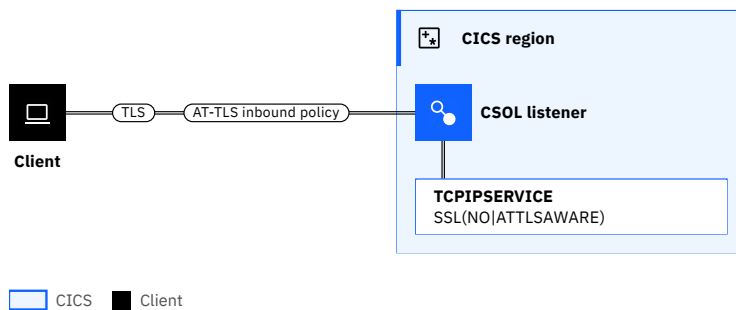 CICS region
TLS
AT-TLS inbound policy
CSOL listener
Client
TCPIPSERVICE
SSL(NO|ATTLSAWARE)
CICS
Client